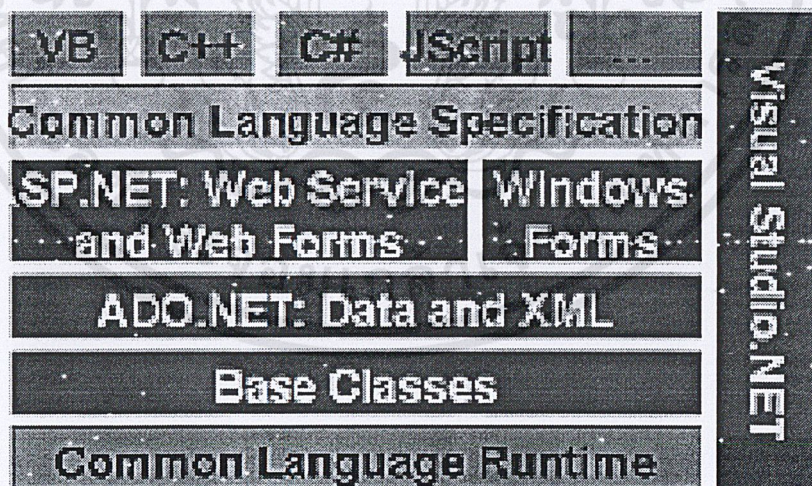 VB C++ C# JScript ...
Common Language Specification
ASP.NET: Web Service Windows
and Web Forms Forms
ADO.NET: Data and XML
Base Classes
Common Language Runtime
Visual Studio.NET